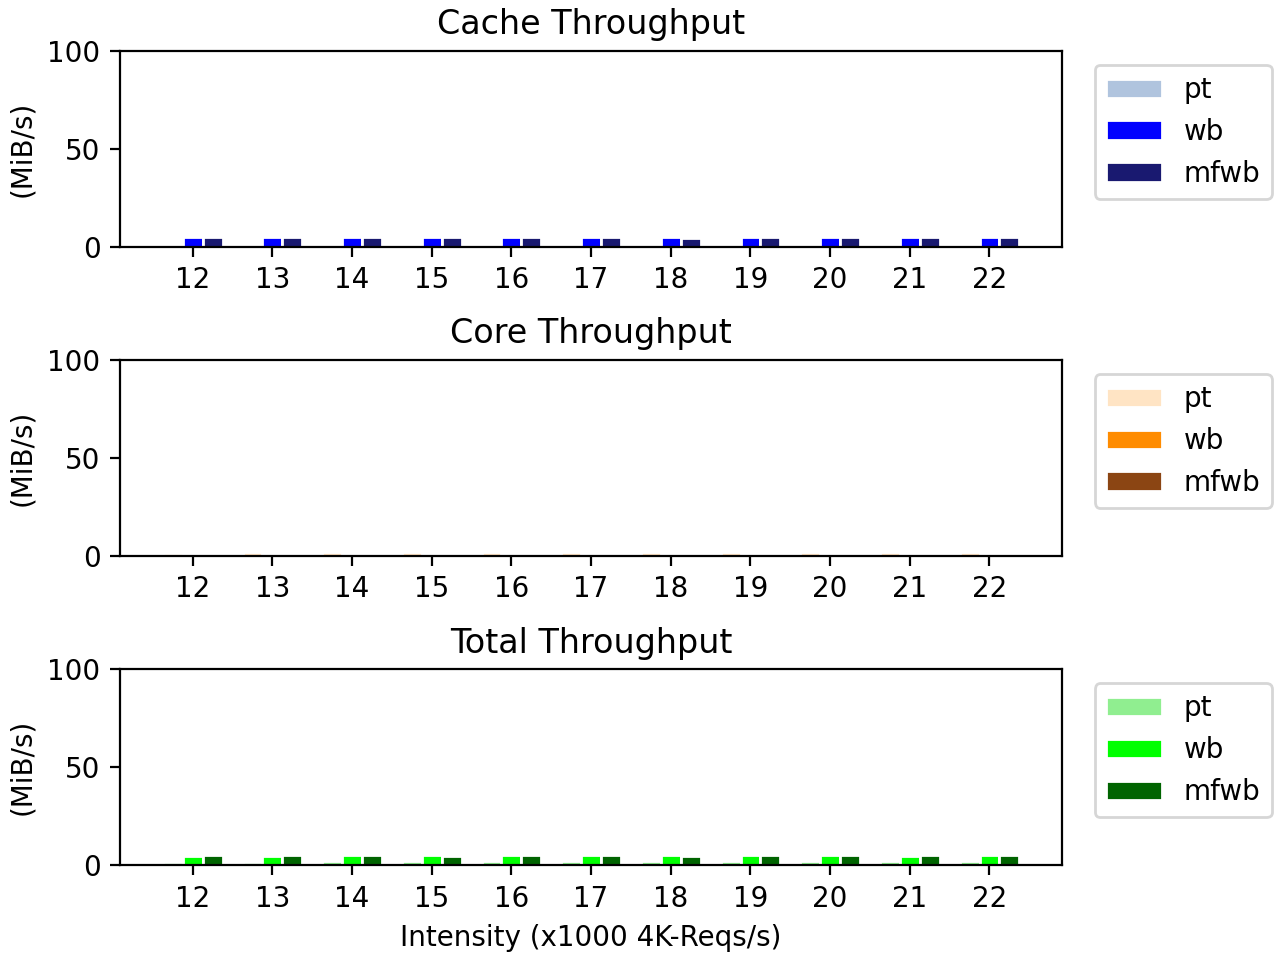 Cache Throughput
100
50
0
(MiB/s)
12 13 14 15 16 17 18 19 20 21 22
pt
wb
mfwb
Core Throughput
100
50
0
(MiB/s)
12 13 14 15 16 17 18 19 20 21 22
pt
wb
mfwb
Total Throughput
100
50
0
(MiB/s)
12 13 14 15 16 17 18 19 20 21 22
Intensity (x1000 4K-Reqs/s)
pt
wb
mfwb